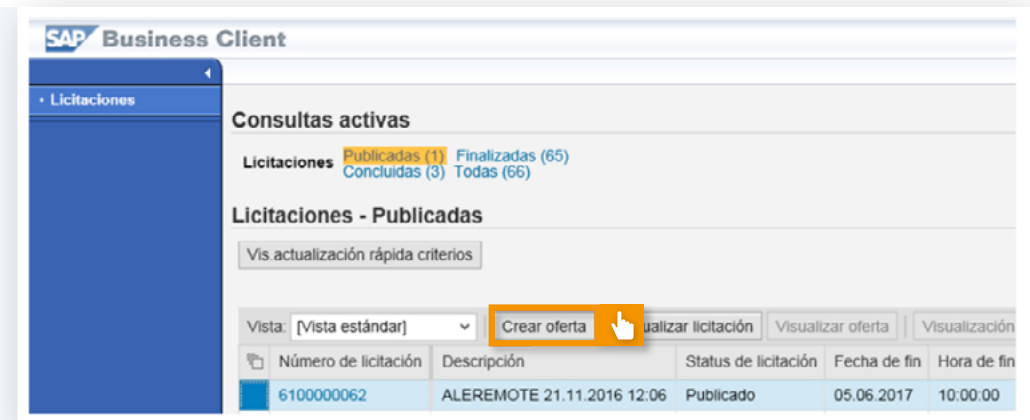 SAP Business Client
Licitaciones
Consultas activas
Licitaciones Publicadas (1) Finalizadas (65)
Concluidas (3) Todas (66)
Licitaciones - Publicadas
Vis.actualización rápida criterios
Vista: [Vista estándar] Crear oferta licitación Visualizar oferta Visualización
Número de licitación Descripción Status de licitación Fecha de fin Hora de fin
6100000062 ALEREMOTE 21.11.2016 12:06 Publicado 05.06.2017 10:00:00